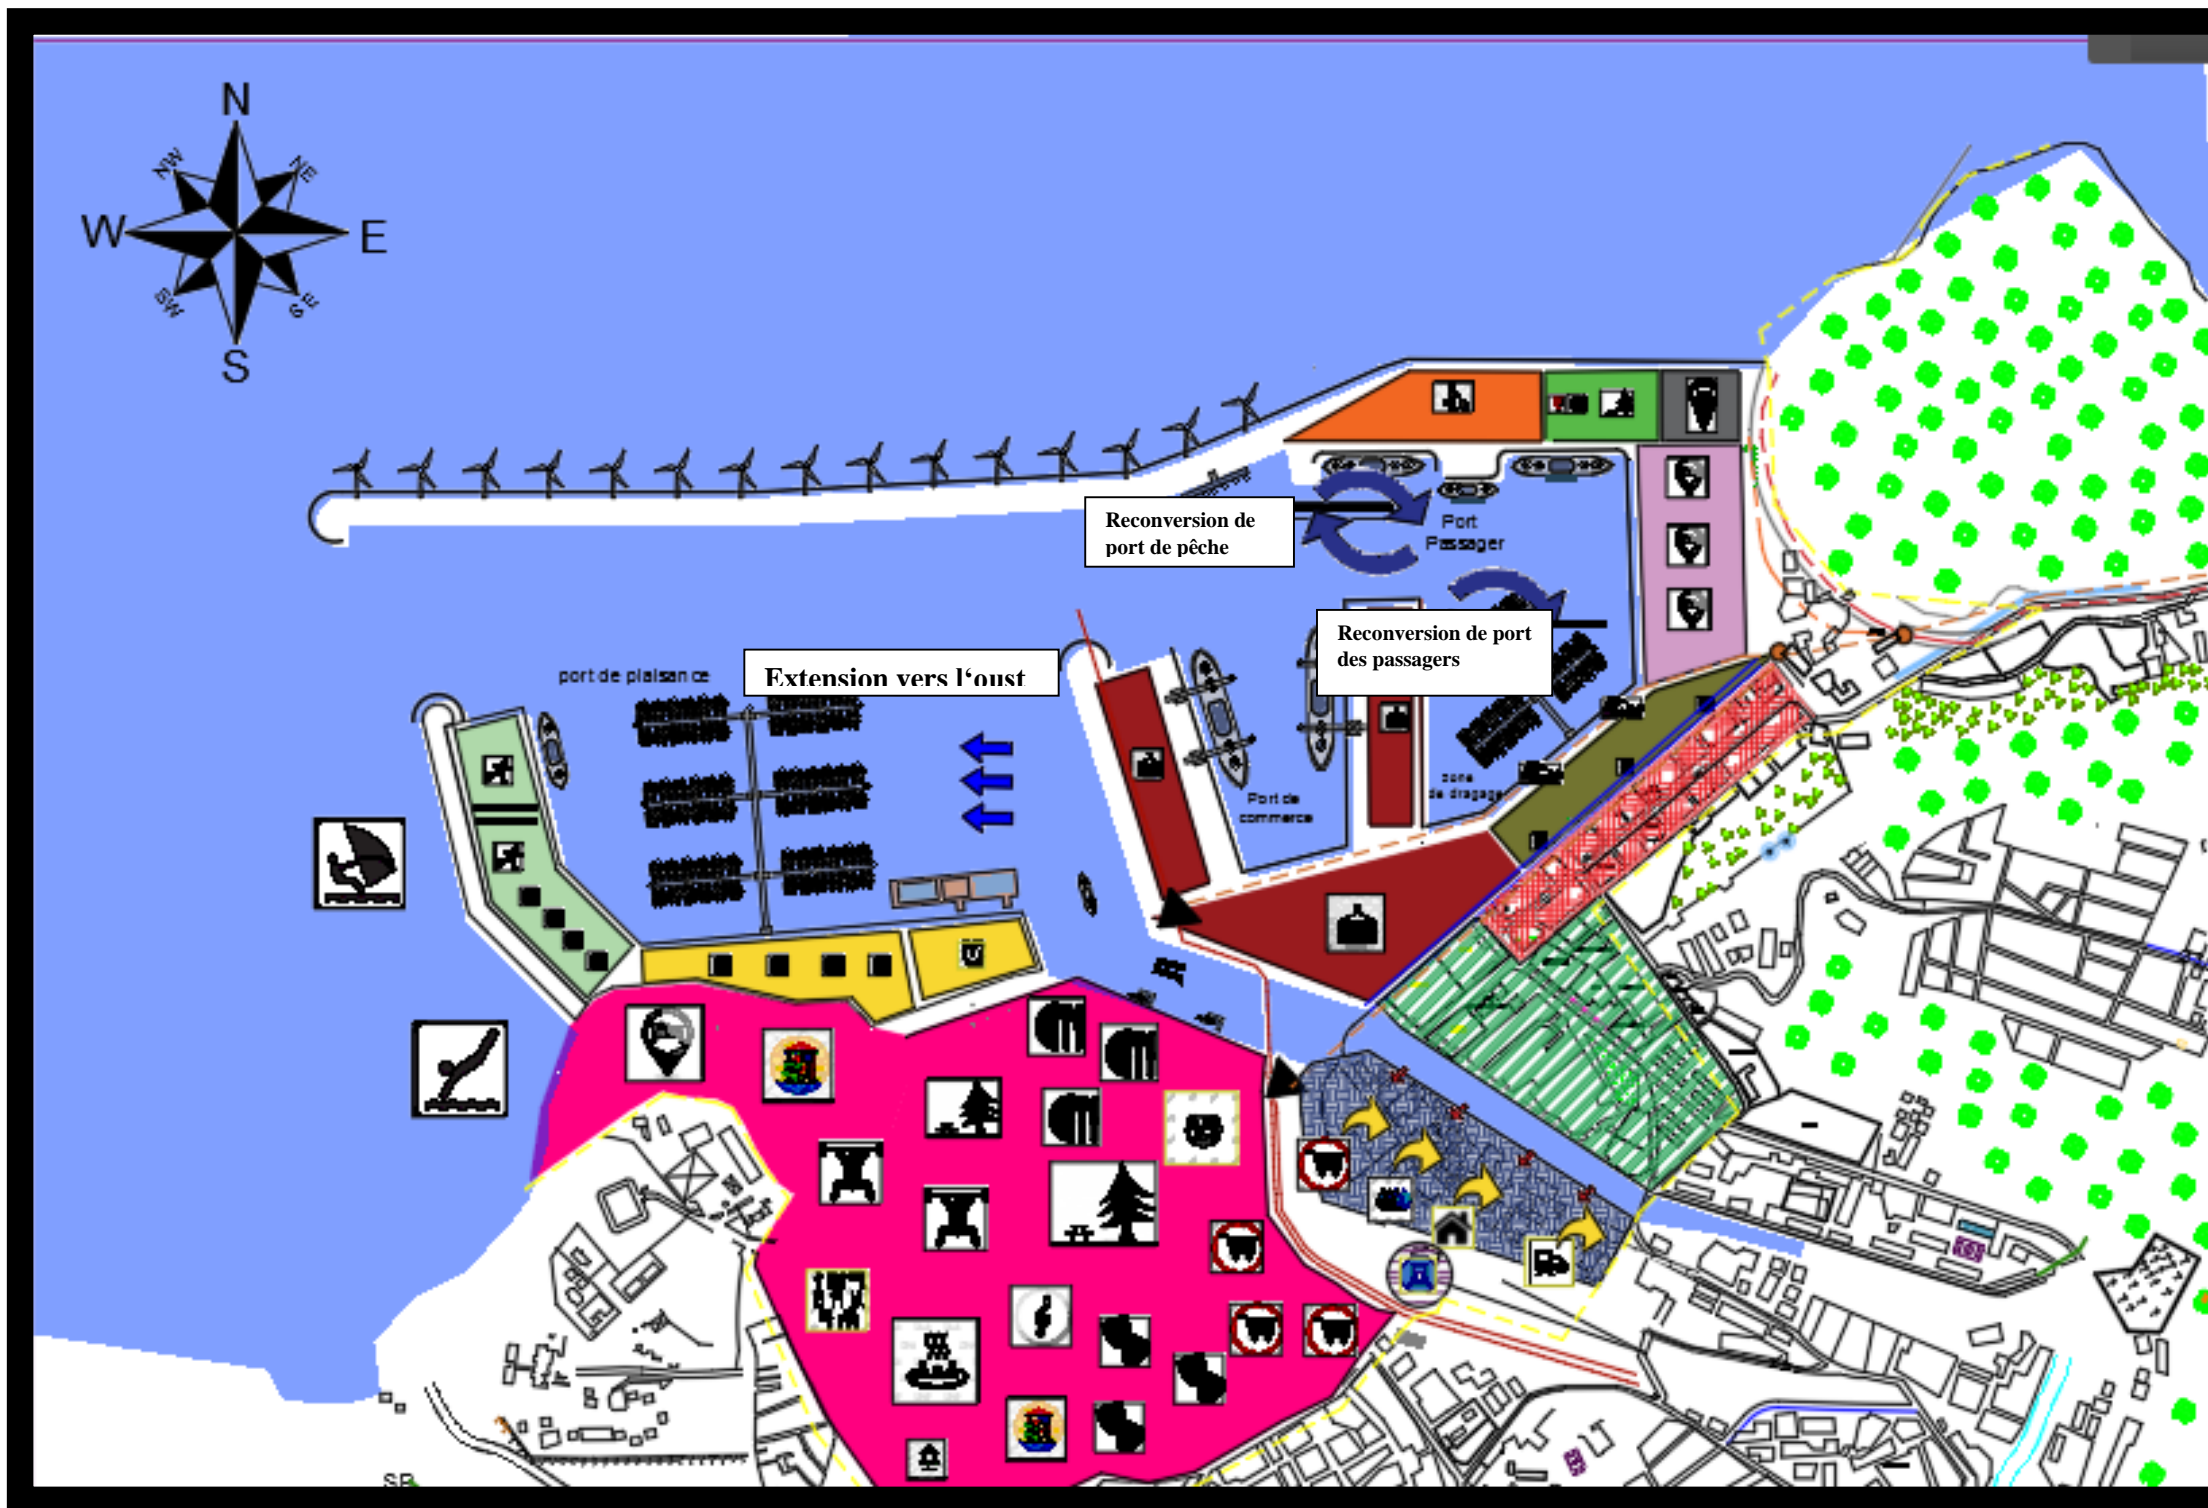 N
NW
NE
W
E
SW
SE
S
Reconversion de
port de pêche
Port
Passager
Reconversion de port
des passagers
Extension vers l‘oust
port de plaisance
zone
de dragage
Port de
commerce
SR